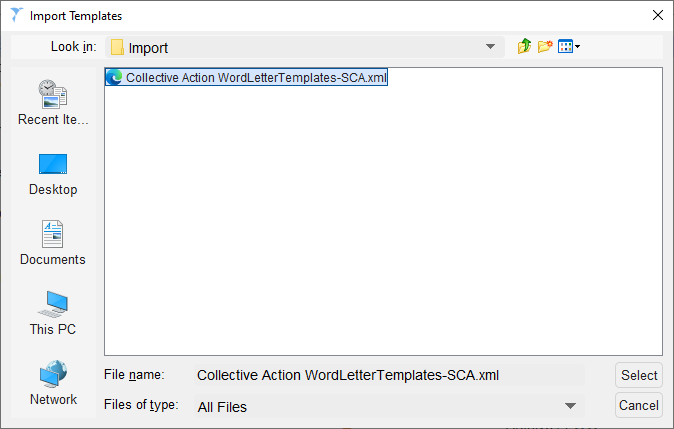 Import Templates
Look in:
Import
Collective Action WordLetterTemplates-SCA.xml
Recent Ite...
Desktop
Documents
This PC
Network
File name:
Collective Action WordLetterTemplates-SCA.xml
Select
Files of type:
All Files
Cancel